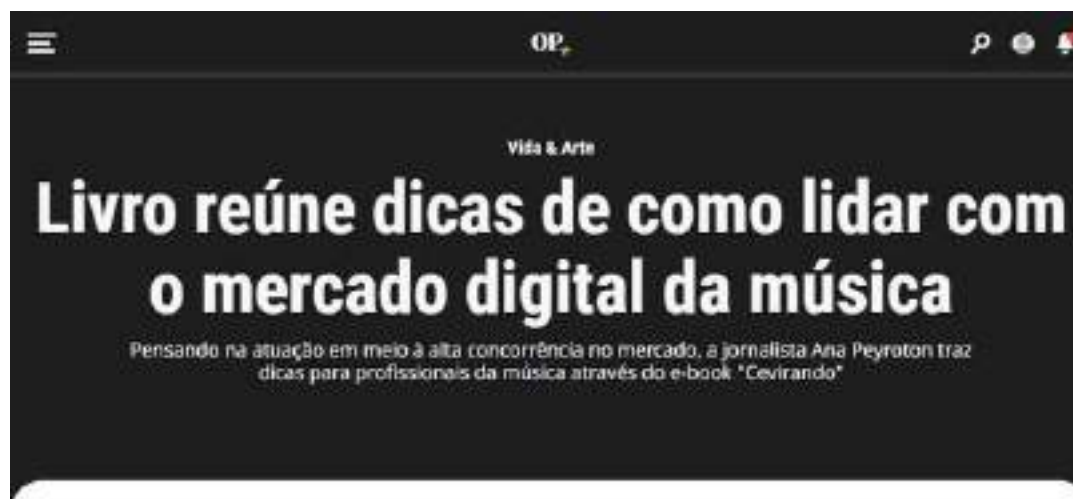 OP+
Vida & Arte
Livro reúne dicas de como lidar com
o mercado digital da música
Pensando na atuação em meio à alta concorrência no mercado, a jornalista Ana Peyroton traz
dicas para profissionais da música através do e-book "Cevirando"